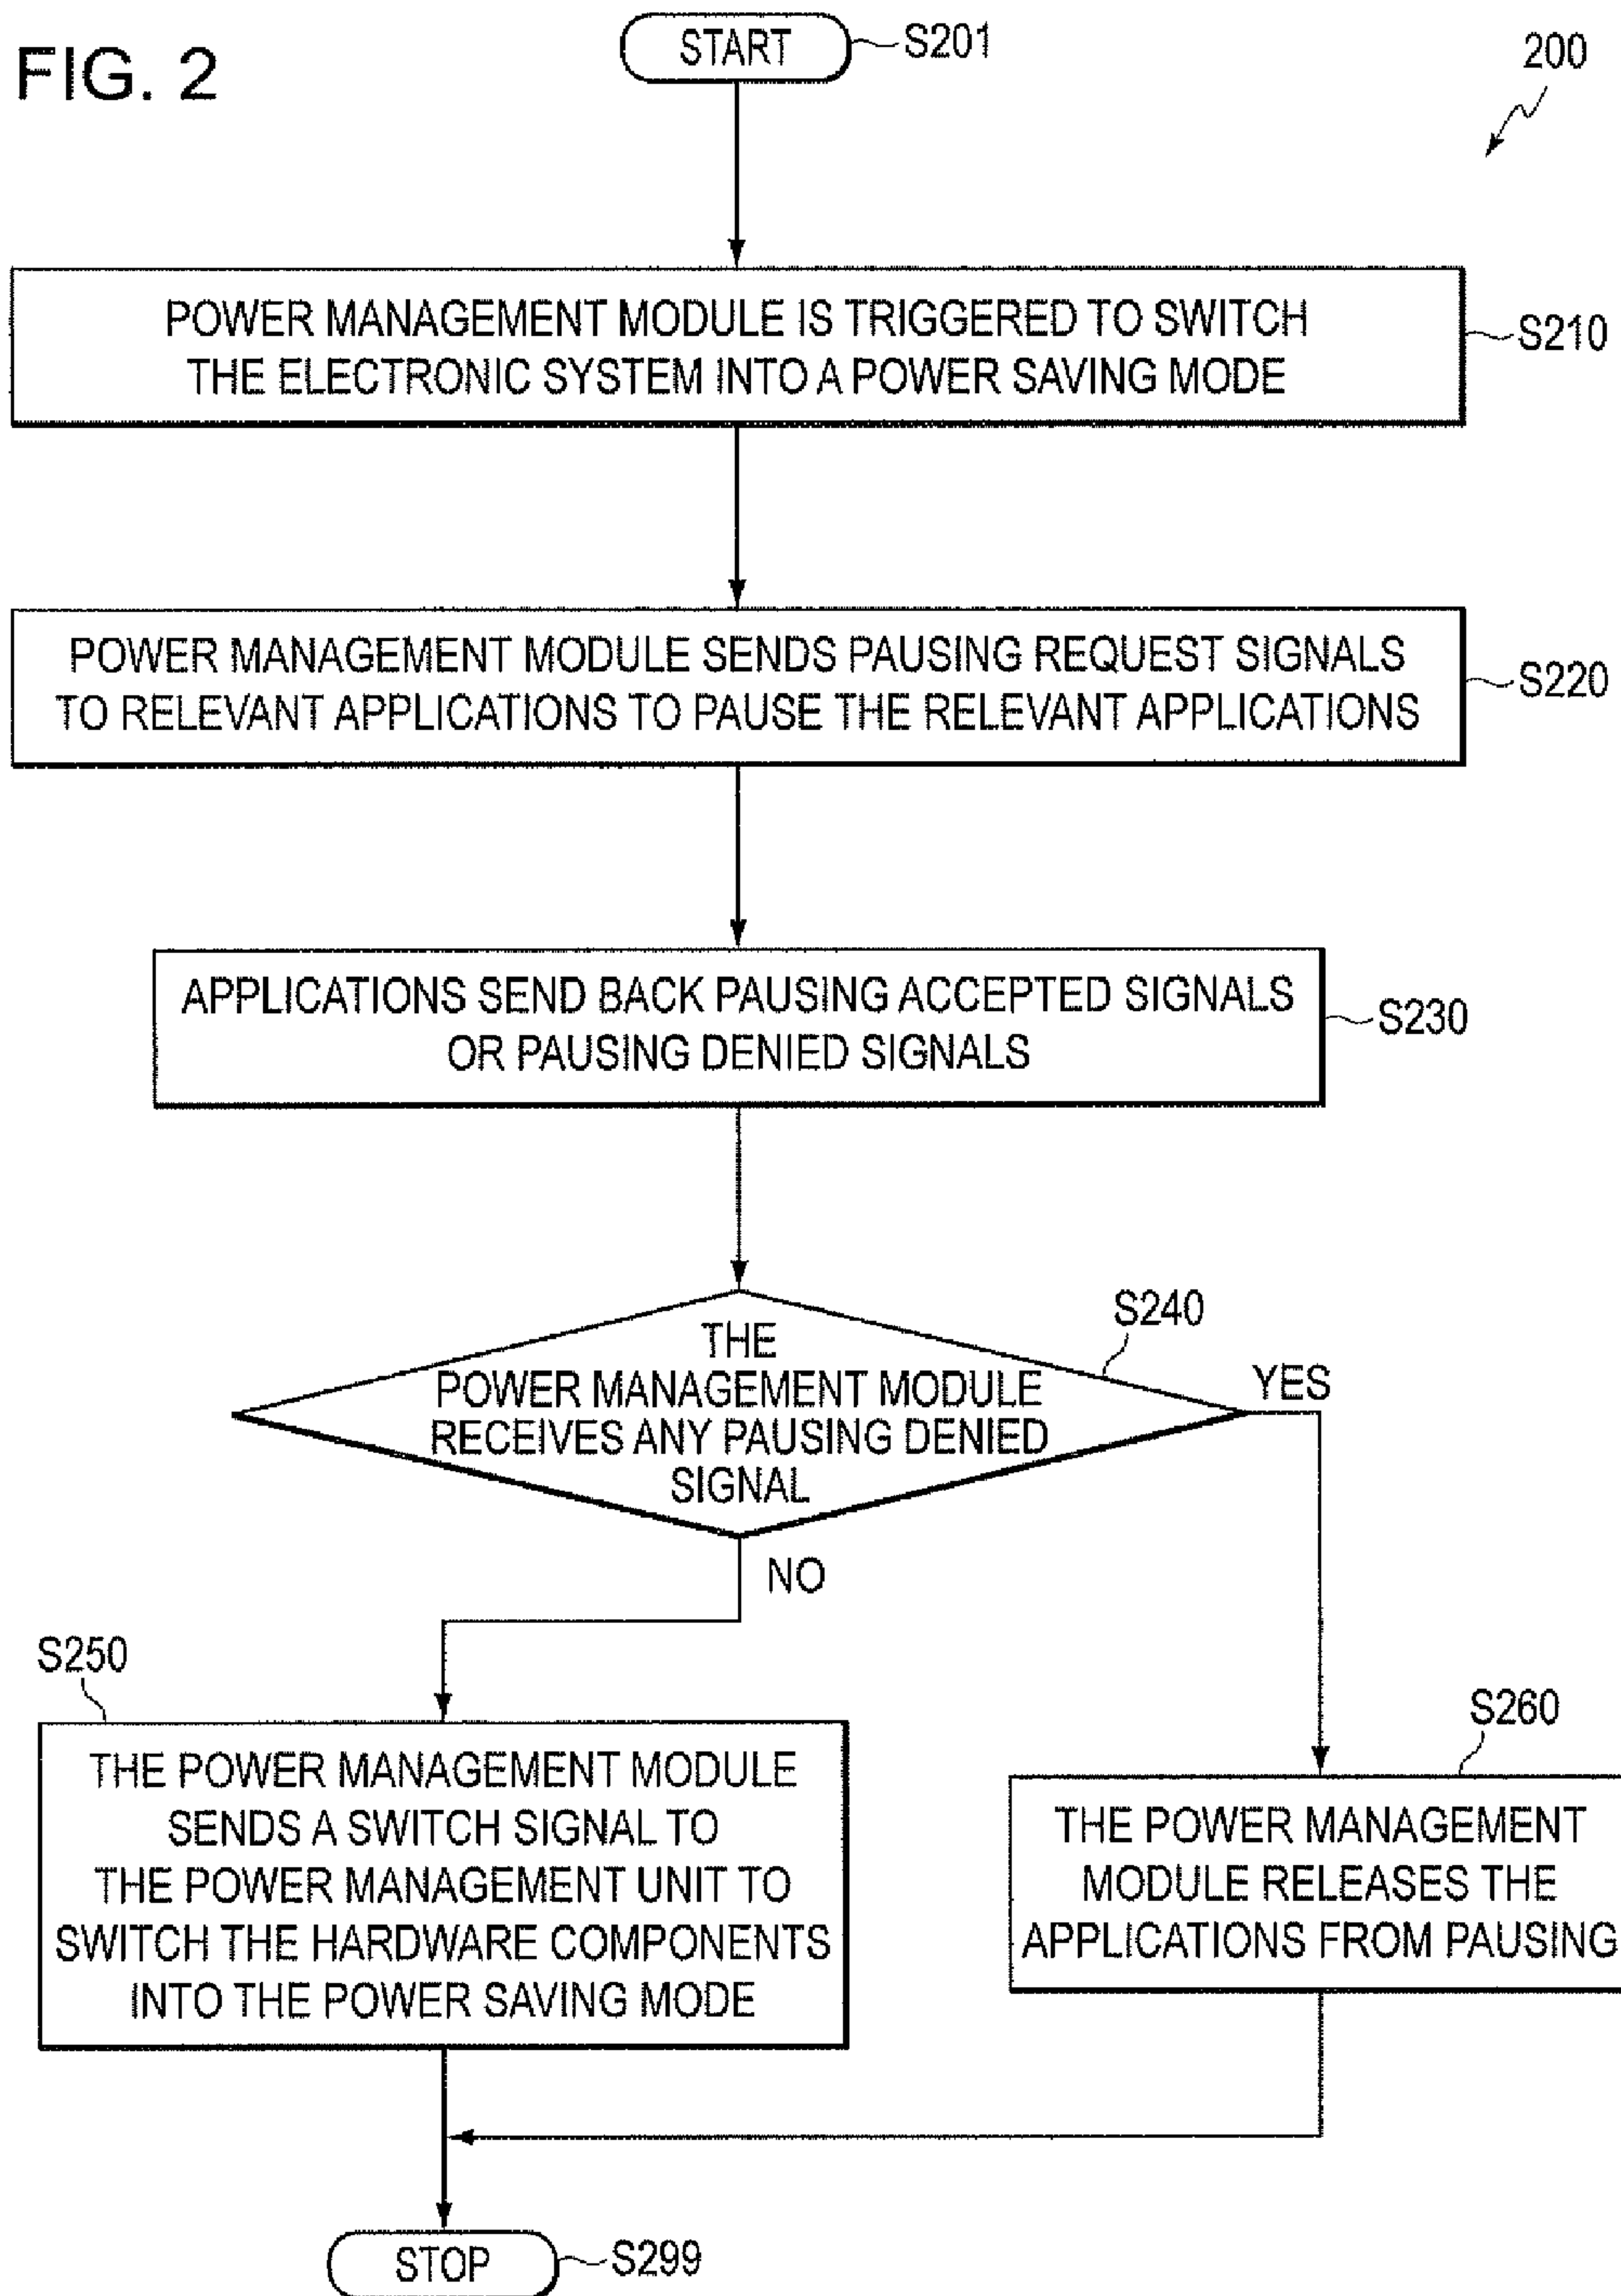 FIG. 2
START
S201
200
POWER MANAGEMENT MODULE IS TRIGGERED TO SWITCH
THE ELECTRONIC SYSTEM INTO A POWER SAVING MODE
S210
POWER MANAGEMENT MODULE SENDS PAUSING REQUEST SIGNALS
TO RELEVANT APPLICATIONS TO PAUSE THE RELEVANT APPLICATIONS
S220
APPLICATIONS SEND BACK PAUSING ACCEPTED SIGNALS
OR PAUSING DENIED SIGNALS
S230
S240
THE
POWER MANAGEMENT MODULE
RECEIVES ANY PAUSING DENIED
SIGNAL
YES
NO
S250
THE POWER MANAGEMENT MODULE
SENDS A SWITCH SIGNAL TO
THE POWER MANAGEMENT UNIT TO
SWITCH THE HARDWARE COMPONENTS
INTO THE POWER SAVING MODE
S260
THE POWER MANAGEMENT
MODULE RELEASES THE
APPLICATIONS FROM PAUSING
STOP
S299